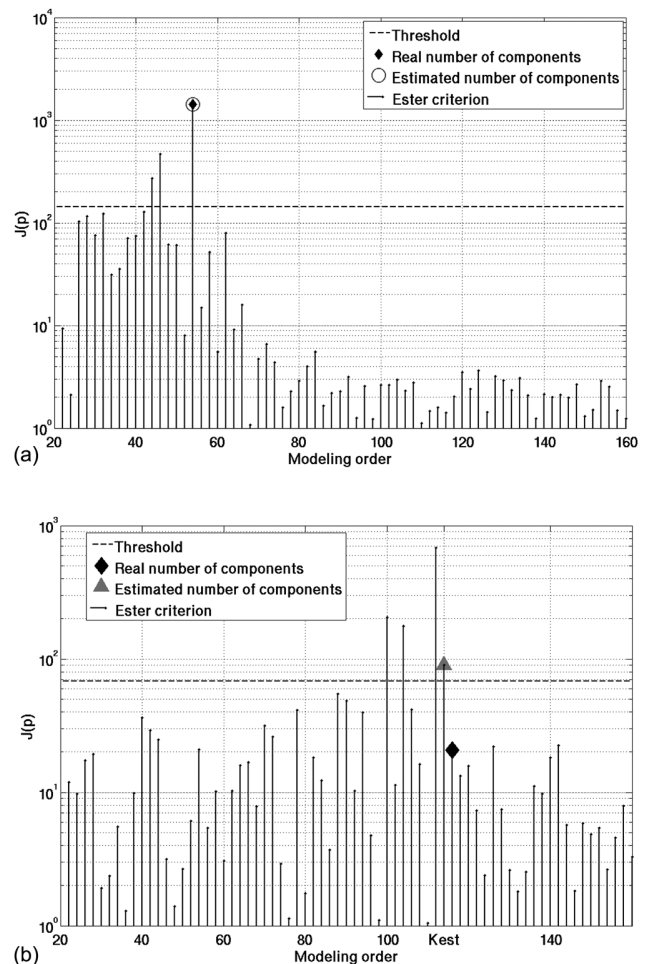 10^4
Threshold
Real number of components
Estimated number of components
Ester criterion
10^3
10^2
J(p)
10^1
10^0
20 40 60 80 100 120 140 160
Modeling order
(a)
10^3
Threshold
Real number of components
Estimated number of components
Ester criterion
10^2
J(p)
10^1
10^0
20 40 60 80 100 Kest 140
Modeling order
(b)